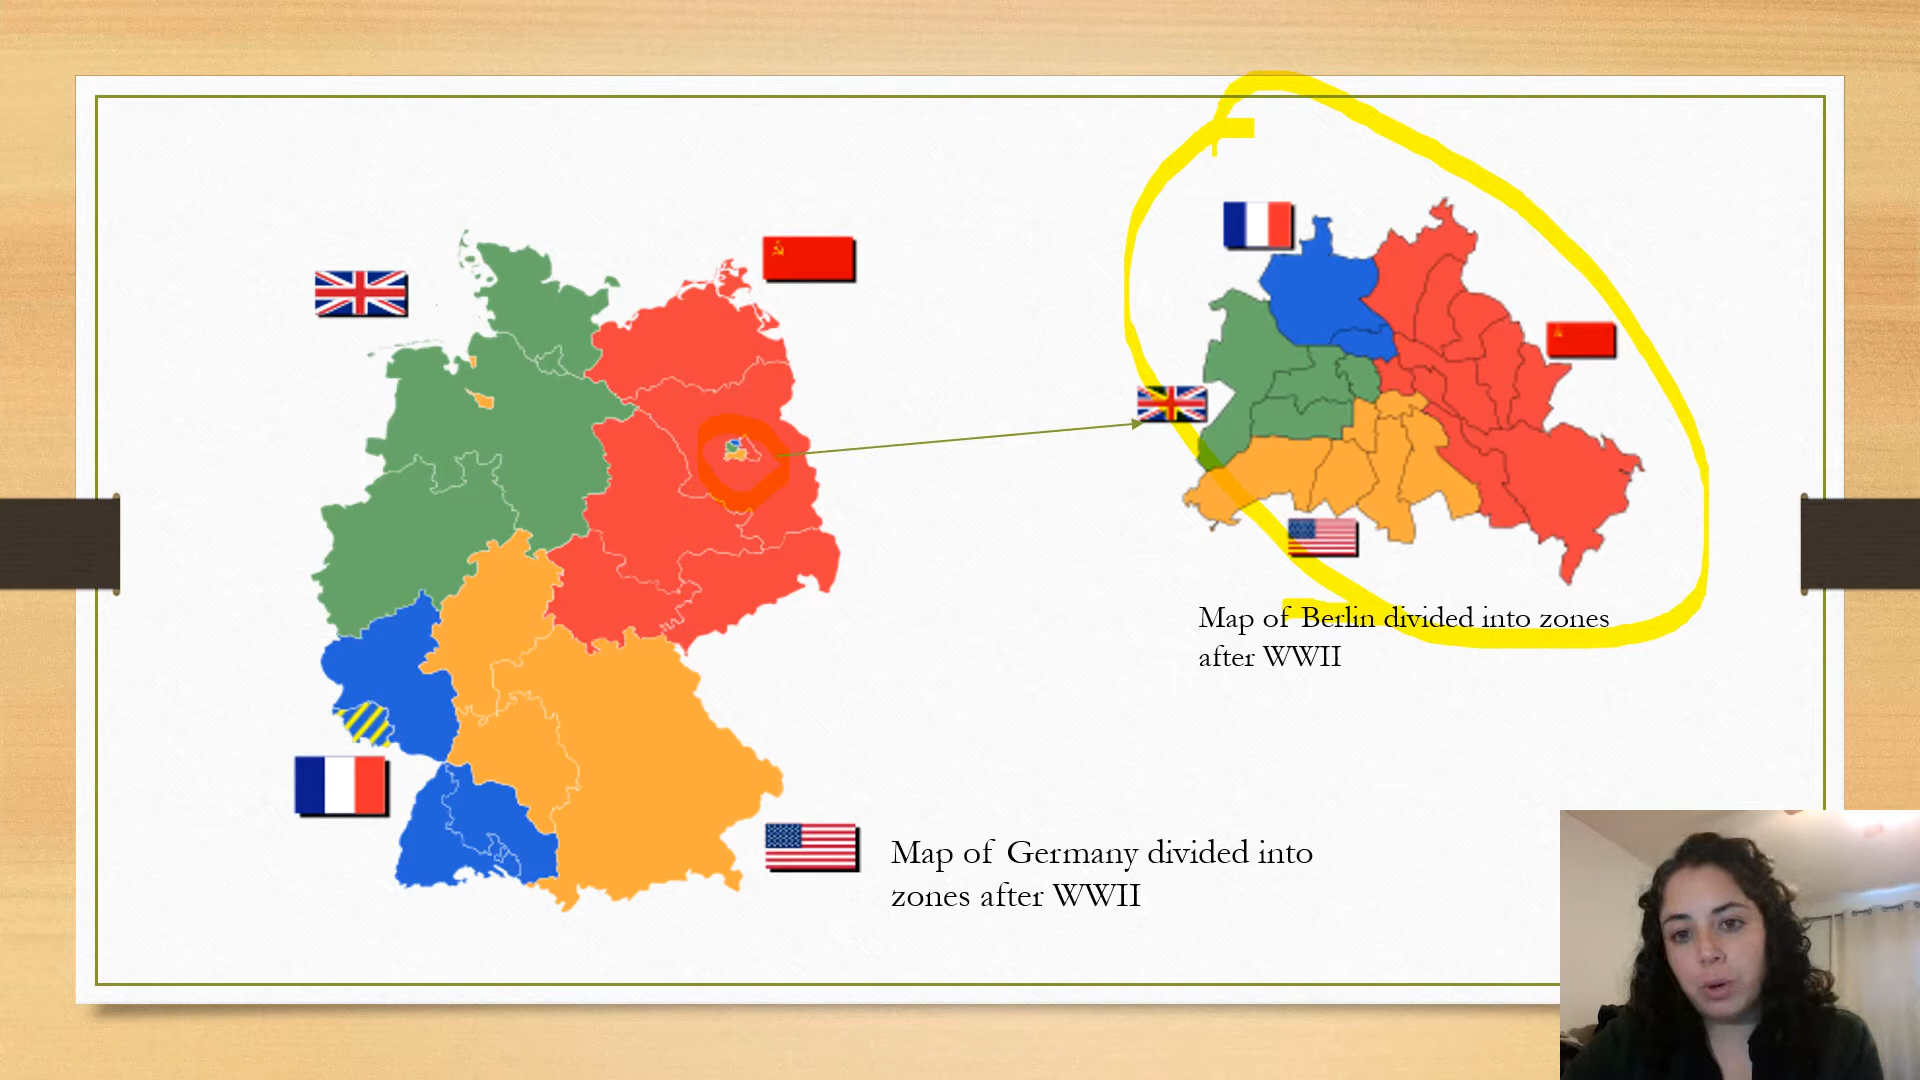 Map of Berlin divided into zones
after WWII
Map of Germany divided into
zones after WWII